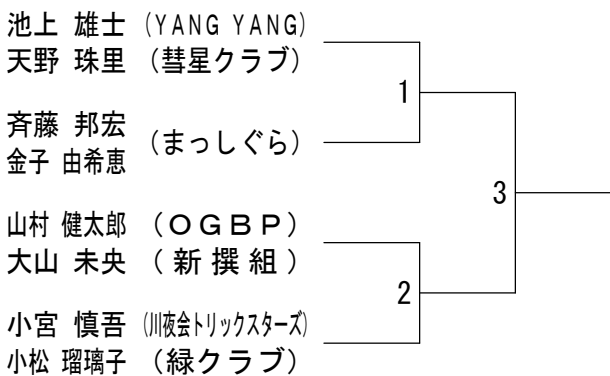 池上 雄士 (YANG YANG)
天野 珠里 (彗星クラブ)
1
斉藤 邦宏
(まっしぐら)
金子 由希恵
3
山村 健太郎 (OGBP)
大山 未央 (新撰組)
2
小宮 慎吾 (川夜会トリックスターズ)
小松 瑠璃子 (緑クラブ)